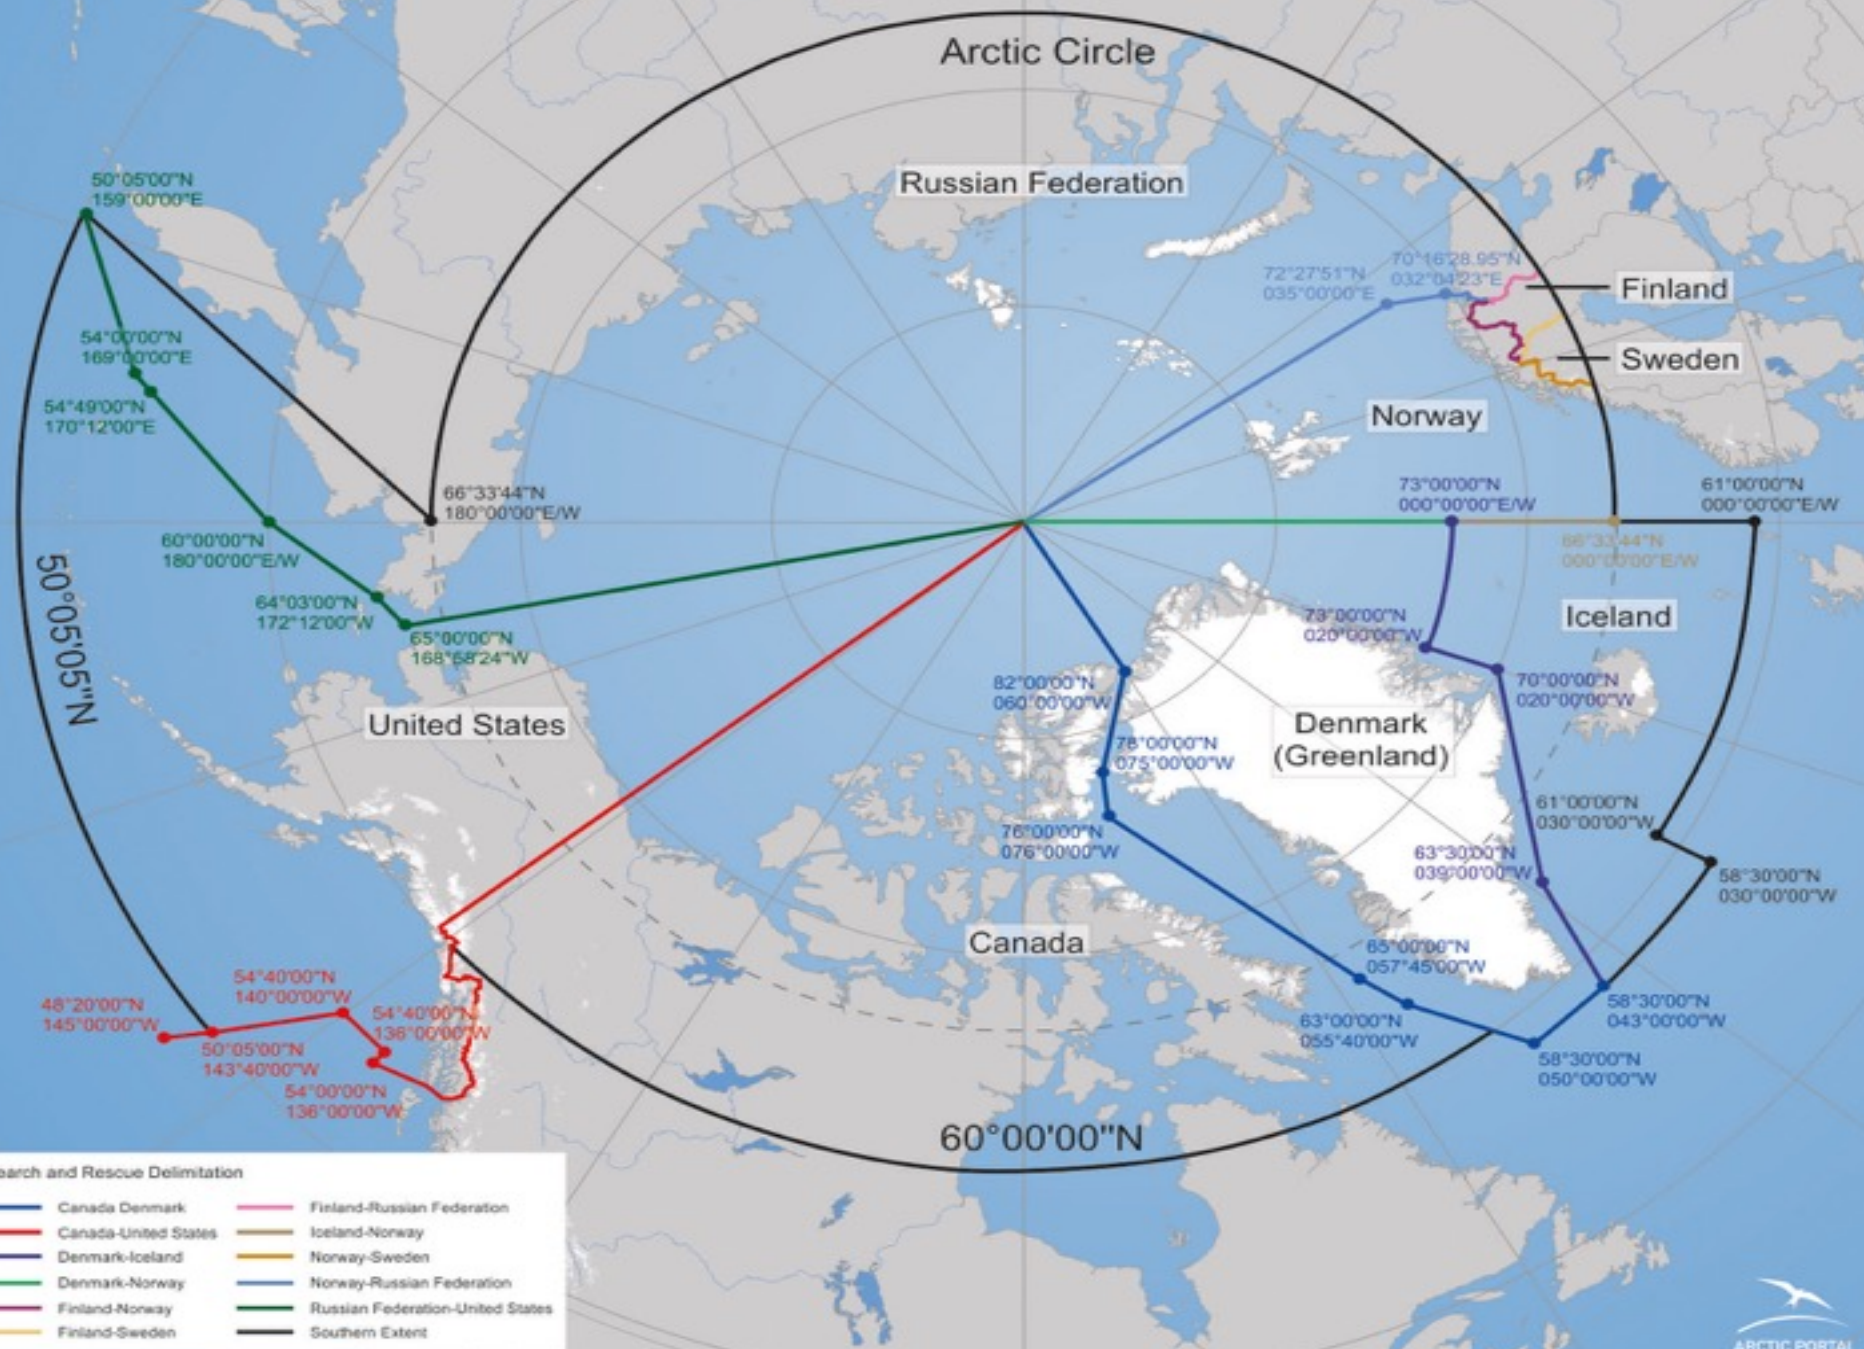 Arctic Circle
Russian Federation
50°05'00"N
159°00'00"E
70°16'28.95"N
032°04'23"E
72°27'51"N
035°00'00"E
Finland
54°00'00"N
169°00'00"E
Sweden
54°49'00"N
170°12'00"E
Norway
66°33'44"N
180°00'00"E/W
73°00'00"N
000°00'00"E/W
61°00'00"N
000°00'00"E/W
60°00'00"N
180°00'00"E/W
66°33'44"N
000°00'00"E/W
64°03'00"N
172°12'00"W
73°00'00"N
020°00'00"W
Iceland
65°00'00"N
168°58'24"W
50°05'05"N
82°00'00"N
060°00'00"W
70°00'00"N
020°00'00"W
United States
Denmark
(Greenland)
78°00'00"N
075°00'00"W
61°00'00"N
030°00'00"W
76°00'00"N
076°00'00"W
63°30'00"N
039°00'00"W
58°30'00"N
030°00'00"W
Canada
65°00'00"N
057°45'00"W
54°40'00"N
140°00'00"W
48°20'00"N
145°00'00"W
54°40'00"N
136°00'00"W
58°30'00"N
043°00'00"W
63°00'00"N
055°40'00"W
50°05'00"N
143°40'00"W
58°30'00"N
050°00'00"W
54°00'00"N
136°00'00"W
60°00'00"N
earch and Rescue Delimitation
Canada Denmark
Canada-United States
Denmark-Iceland
Denmark-Norway
Finland-Norway
Finland-Sweden
Finland-Russian Federation
Iceland-Norway
Norway-Sweden
Norway-Russian Federation
Russian Federation-United States
Southern Extent
ARCTIC PORTAL